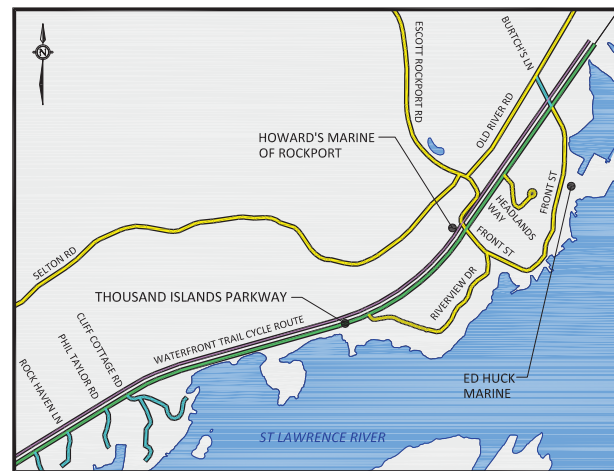 N
ESCOTT ROCKPORT RD
BURTCH'S LN
OLD RIVER RD
HOWARD'S MARINE
OF ROCKPORT
HEADLANDS
WAY
FRONT ST
FRONT ST
SELTON RD
RIVERVIEW DR
THOUSAND ISLANDS PARKWAY
WATERFRONT TRAIL CYCLE ROUTE
CLIFF COTTAGE RD
PHIL TAYLOR RD
ROCK HAVEN LN
ED HUCK
MARINE
ST LAWRENCE RIVER